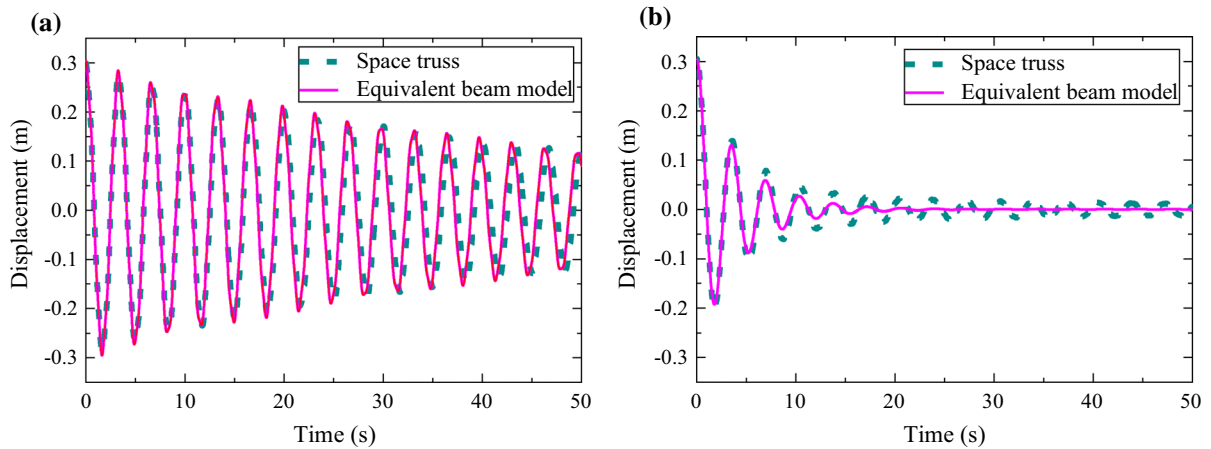 (a)
0.3
0.2
0.1
0.0
-0.1
-0.2
-0.3
Displacement (m)
Space truss
Equivalent beam model
0 10 20 30 40 50
Time (s)
(b)
0.3
0.2
0.1
0.0
-0.1
-0.2
-0.3
Displacement (m)
Space truss
Equivalent beam model
0 10 20 30 40 50
Time (s)